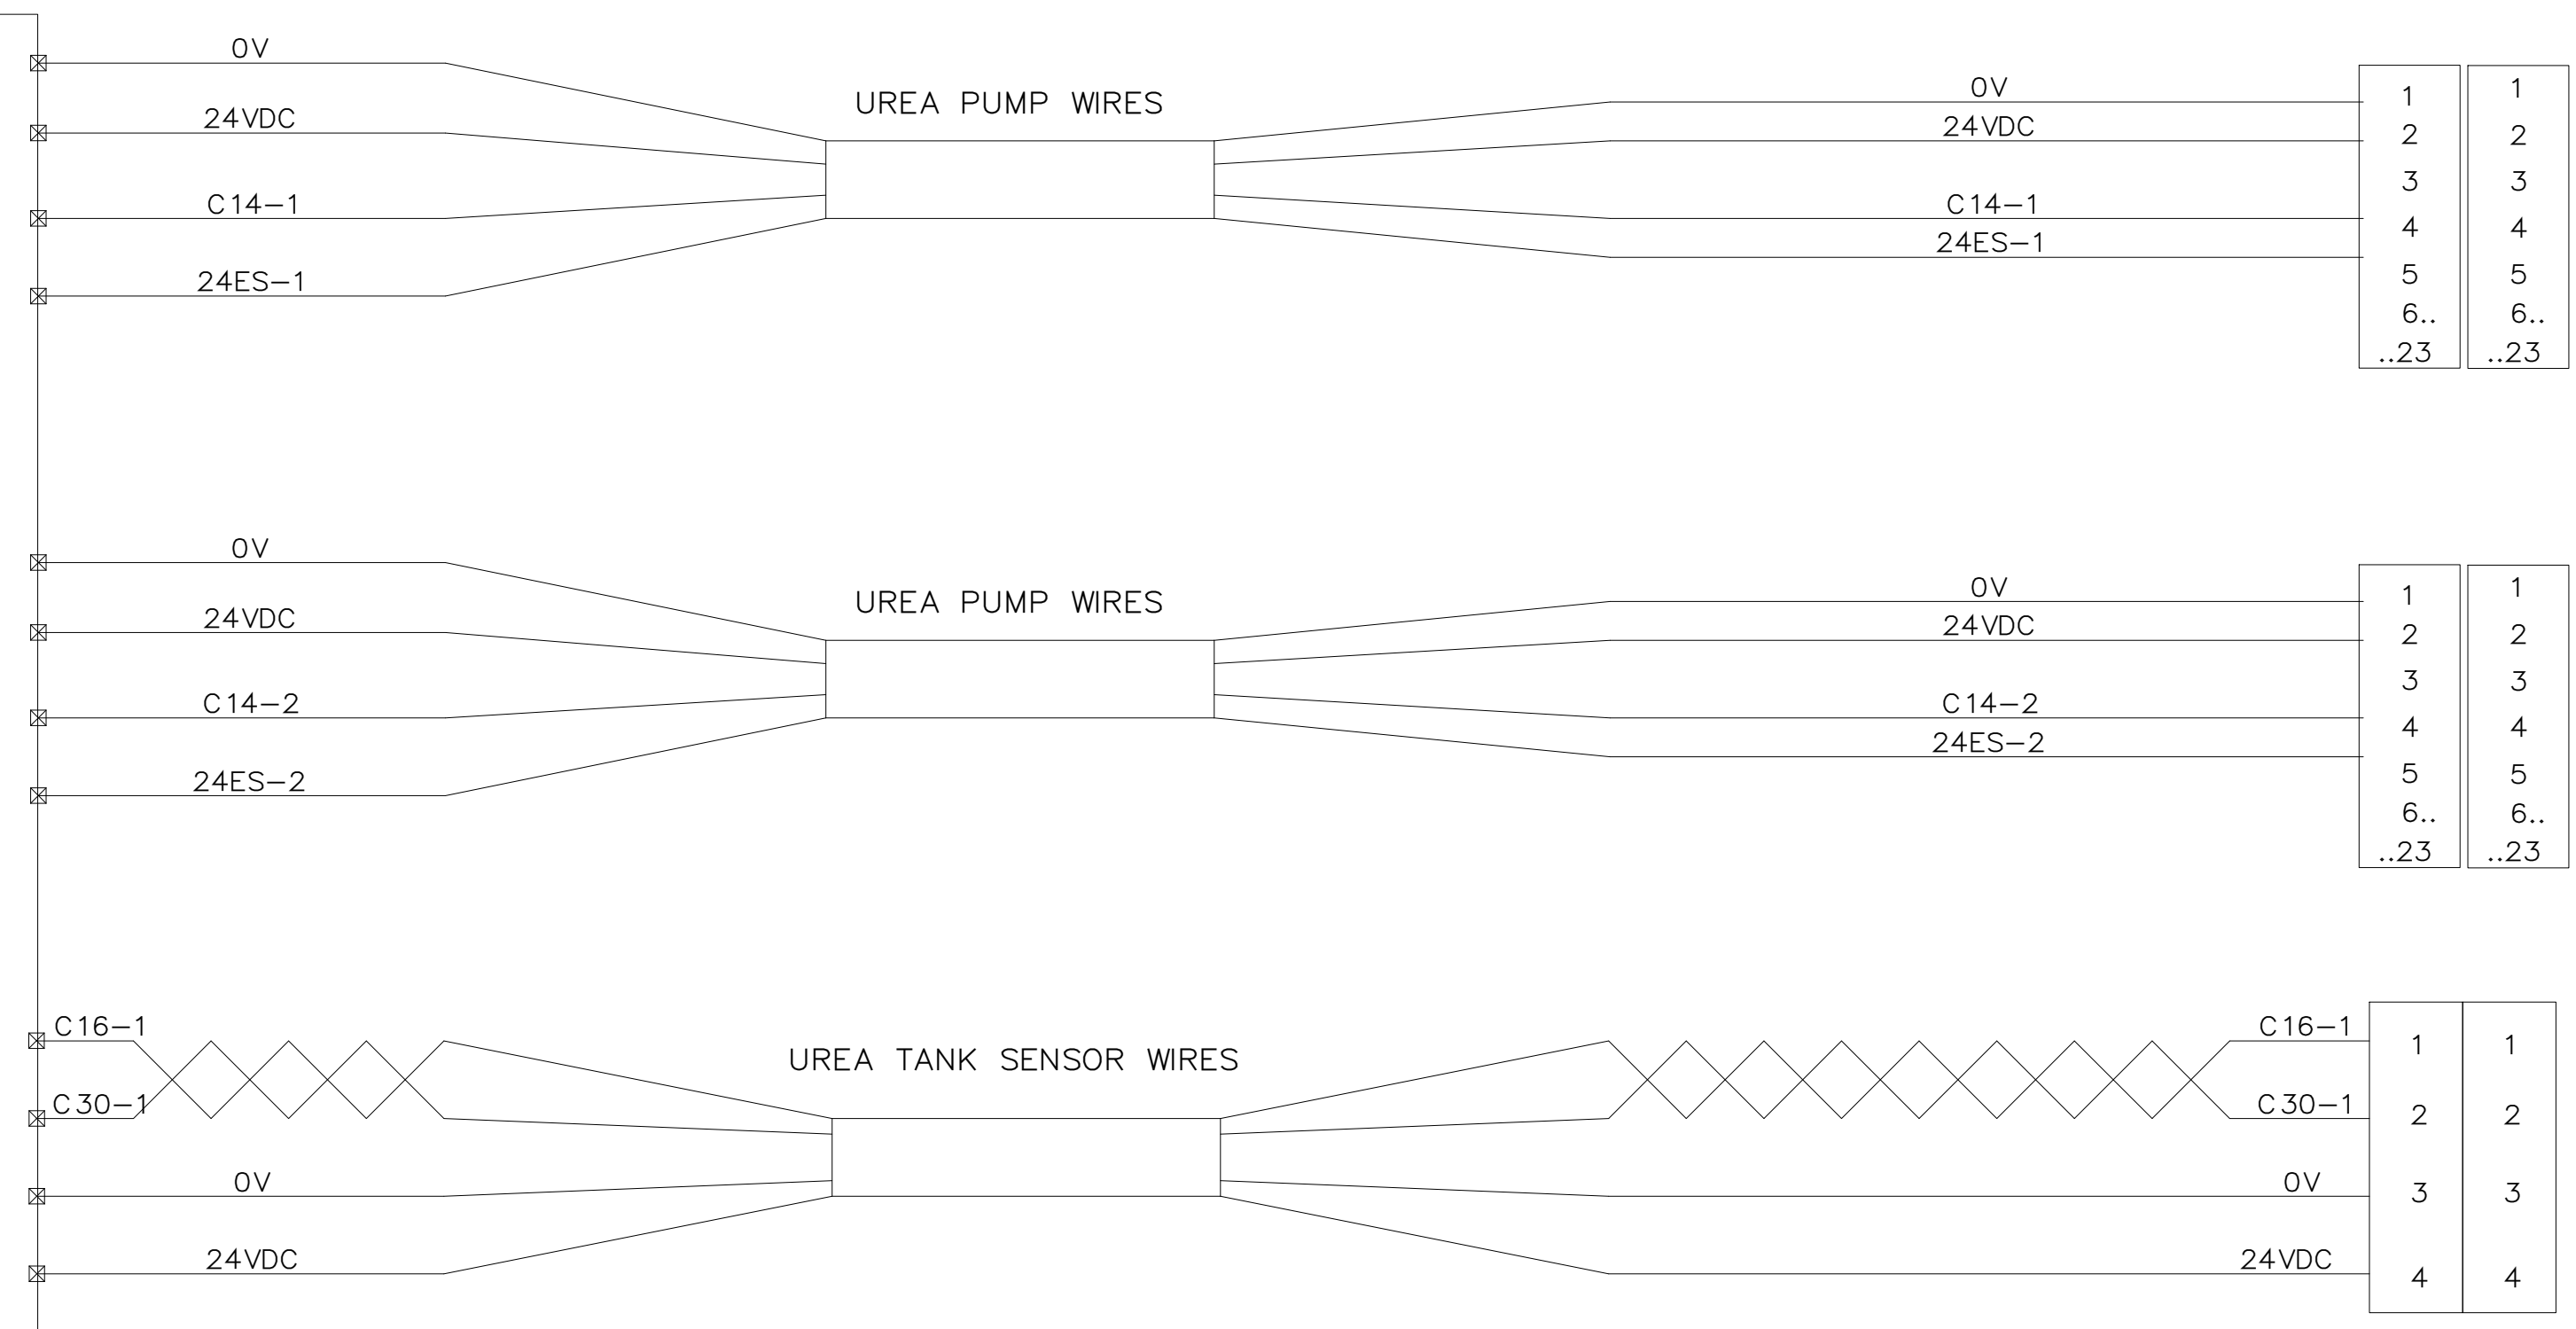 0V
24VDC
C14-1
24ES-1
UREA PUMP WIRES
0V
24VDC
C14-1
24ES-1
1 1
2 2
3 3
4 4
5 5
6.. 6..
..23 ..23
0V
24VDC
C14-2
24ES-2
UREA PUMP WIRES
0V
24VDC
C14-2
24ES-2
1 1
2 2
3 3
4 4
5 5
6.. 6..
..23 ..23
C16-1
C30-1
0V
24VDC
UREA TANK SENSOR WIRES
C16-1
C30-1
0V
24VDC
1 1
2 2
3 3
4 4